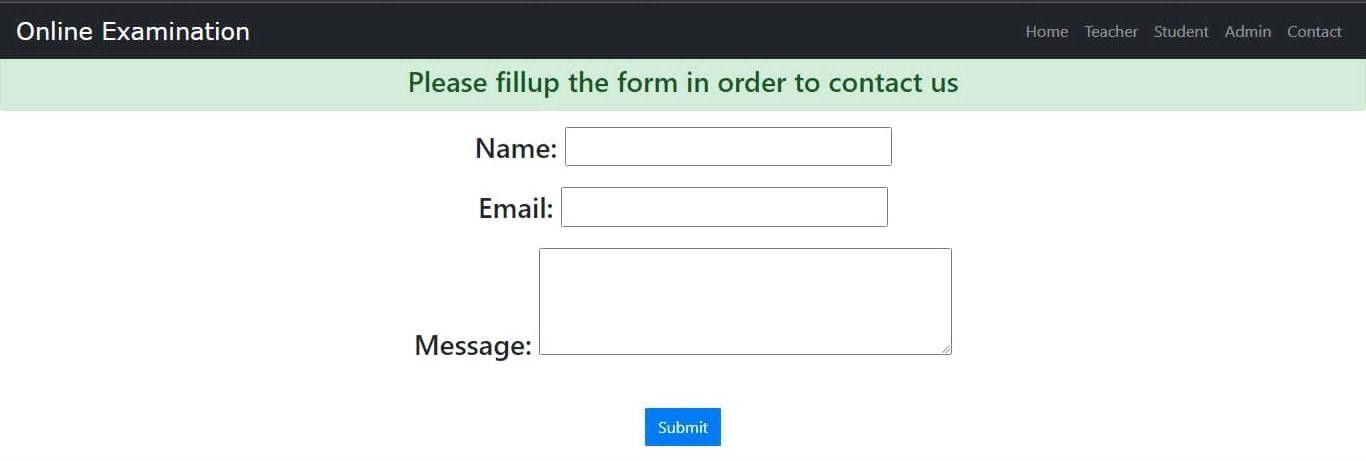 Online Examination Home Teacher Student Admin Contact
Please fillup the form in order to contact us
Name:
Email:
Message:
Submit